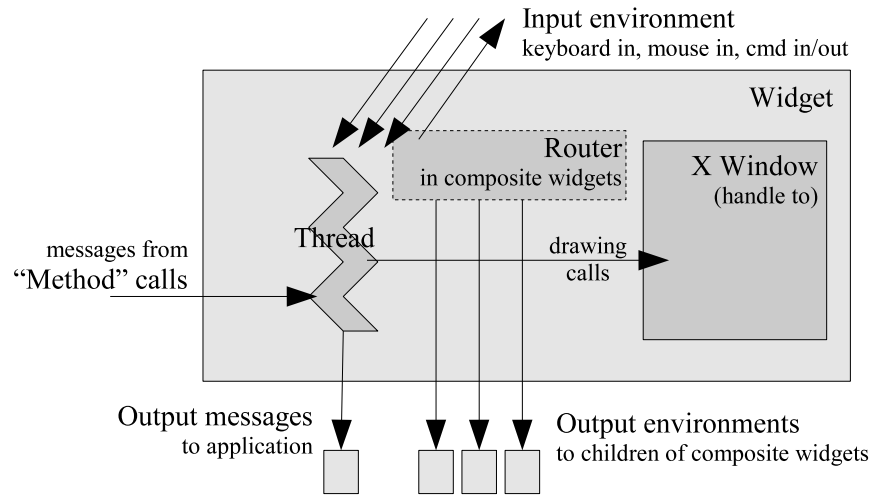 Input environment
keyboard in, mouse in, cmd in/out
Widget
Router
in composite widgets
X Window
(handle to)
Thread
messages from
“Method” calls
drawing
calls
Output messages
to application
Output environments
to children of composite widgets